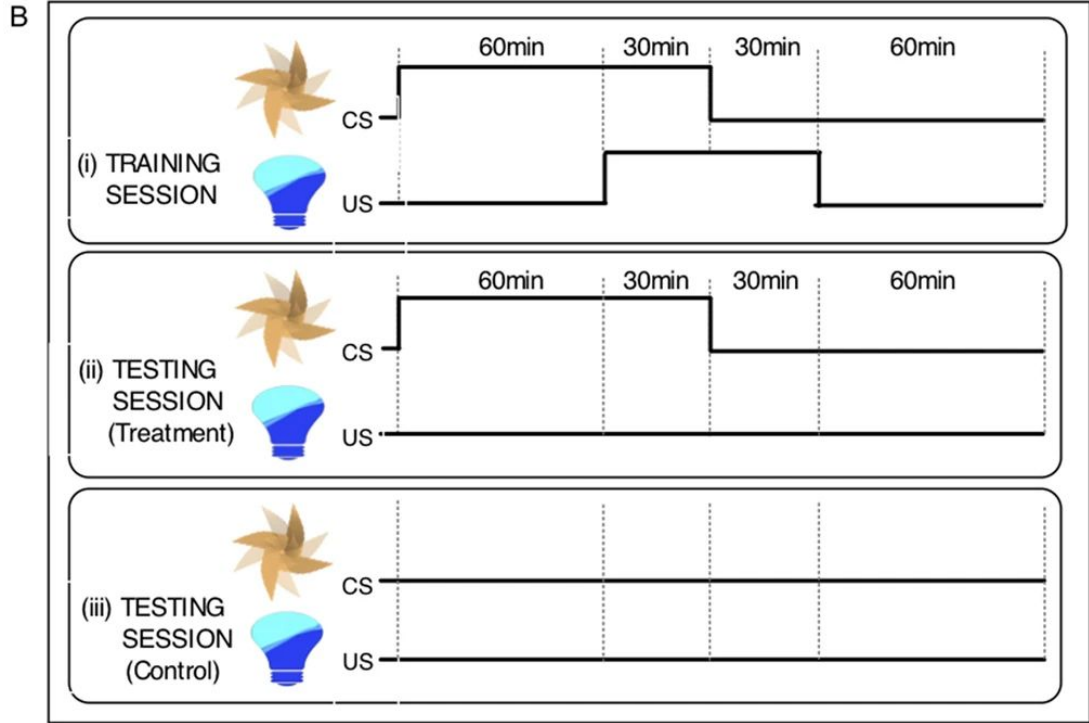 B
60min 30min 30min 60min
CS
(i) TRAINING
SESSION
US
60min 30min 30min 60min
CS
(ii) TESTING
SESSION
(Treatment)
US
CS
(iii) TESTING
SESSION
(Control)
US